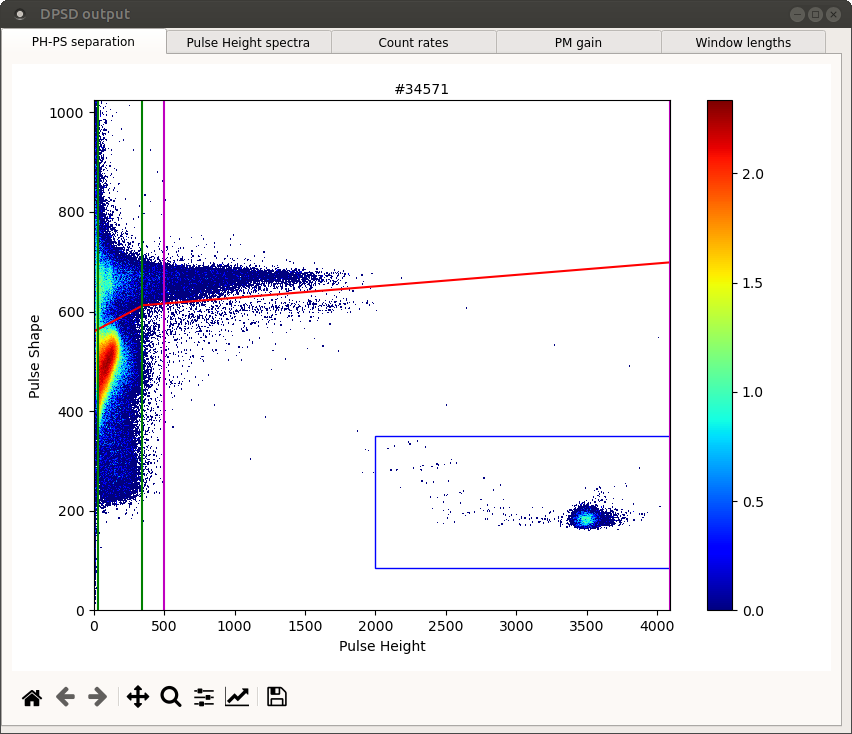 DPSD output
PH-PS separation
Pulse Height spectra
Count rates
PM gain
Window lengths
#34571
1000
800
600
400
200
0
Pulse Shape
0 500 1000 1500 2000 2500 3000 3500 4000
Pulse Height
2.0
1.5
1.0
0.5
0.0